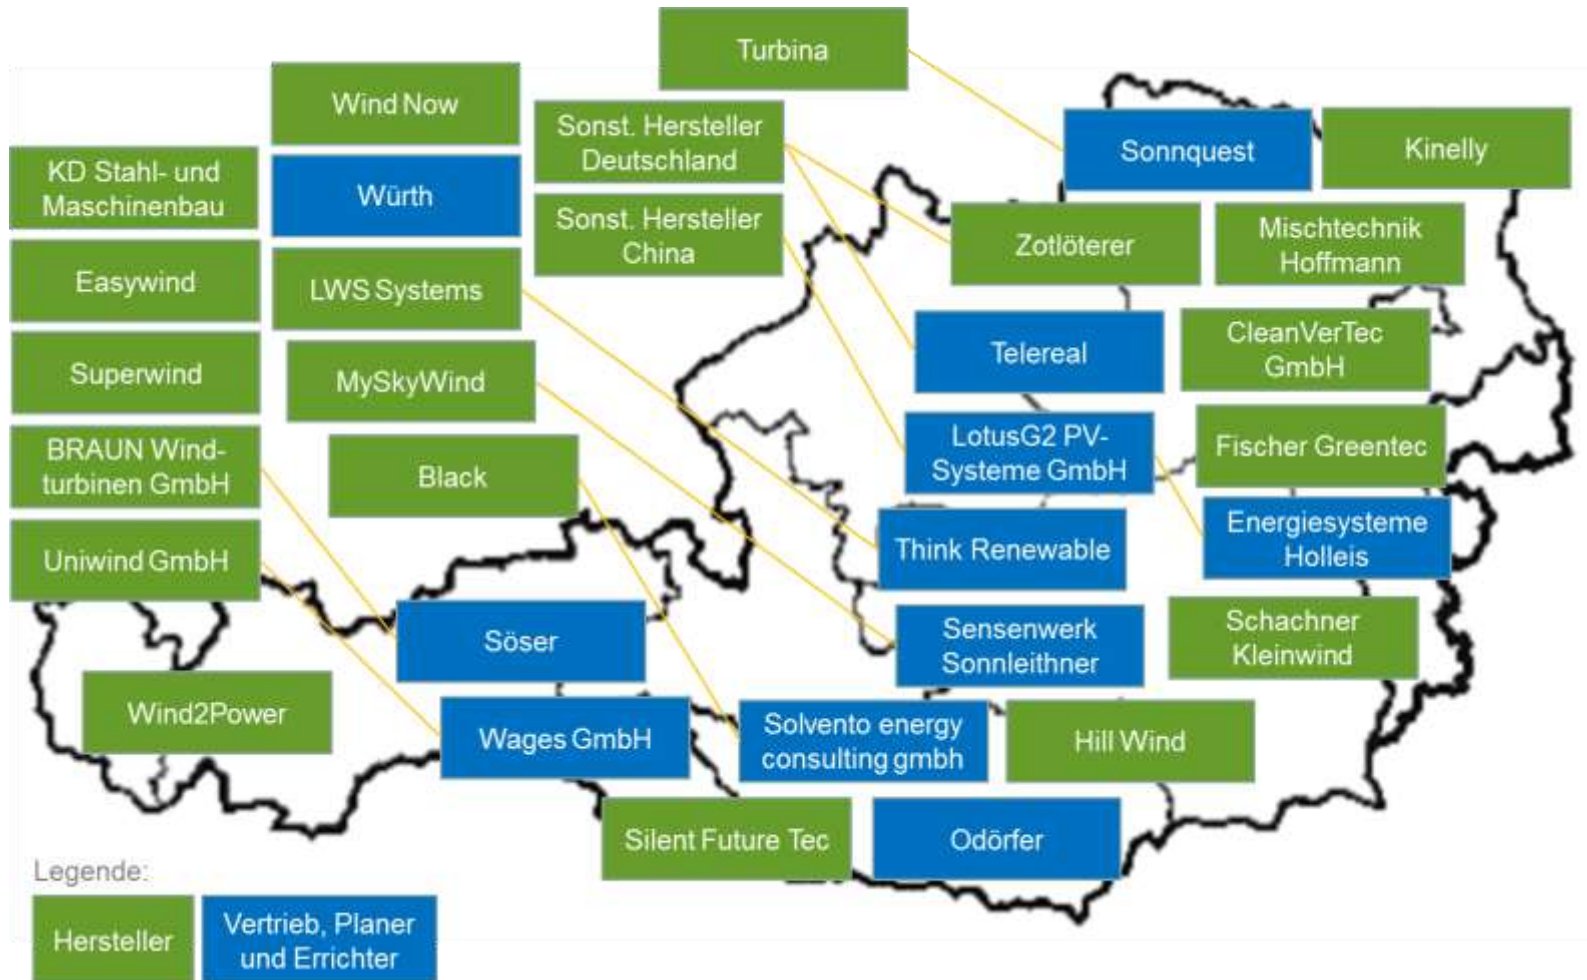 Turbina
Wind Now
Sonst. Hersteller
Deutschland
Sonnquest
Kinelly
KD Stahl- und
Maschinenbau
Würth
Sonst. Hersteller
China
Zotlöterer
Mischtechnik
Hoffmann
Easywind
LWS Systems
Telereal
CleanVerTec
GmbH
Superwind
MySkyWind
LotusG2 PV-
Systeme GmbH
Fischer Greentec
BRAUN Wind-
turbinen GmbH
Black
Think Renewable
Energiesysteme
Holleis
Uniwind GmbH
Söser
Sensenwerk
Sonnleithner
Schachner
Kleinwind
Wind2Power
Wages GmbH
Solvento energy
consulting gmbh
Hill Wind
Silent Future Tec
Odörfer
Legende:
Hersteller
Vertrieb, Planer
und Errichter